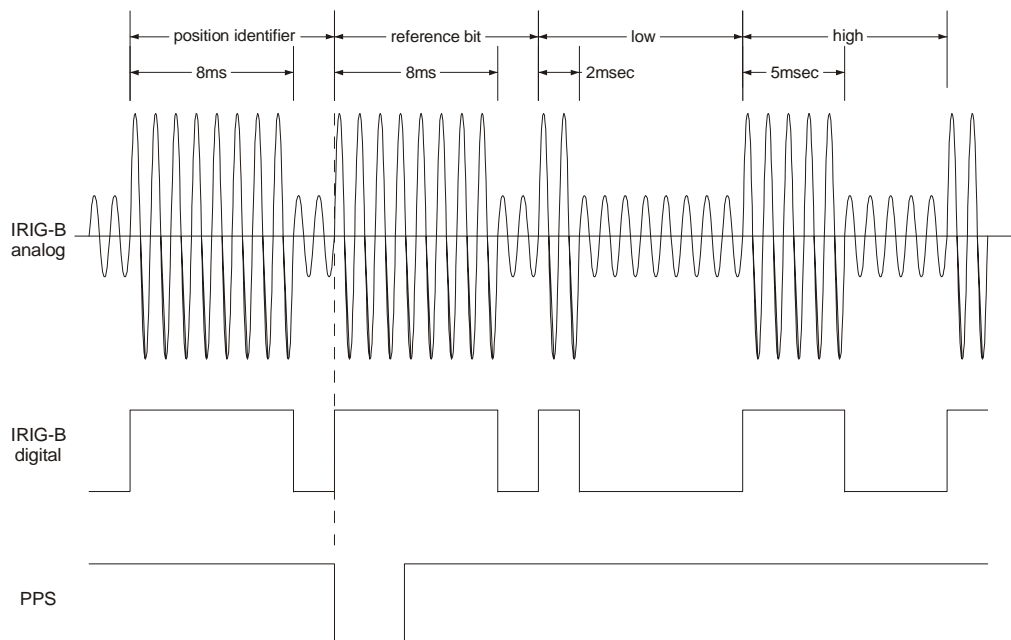 position identifier
reference bit
low
high
8ms
8ms
2msec
5msec
IRIG-B
analog
IRIG-B
digital
PPS